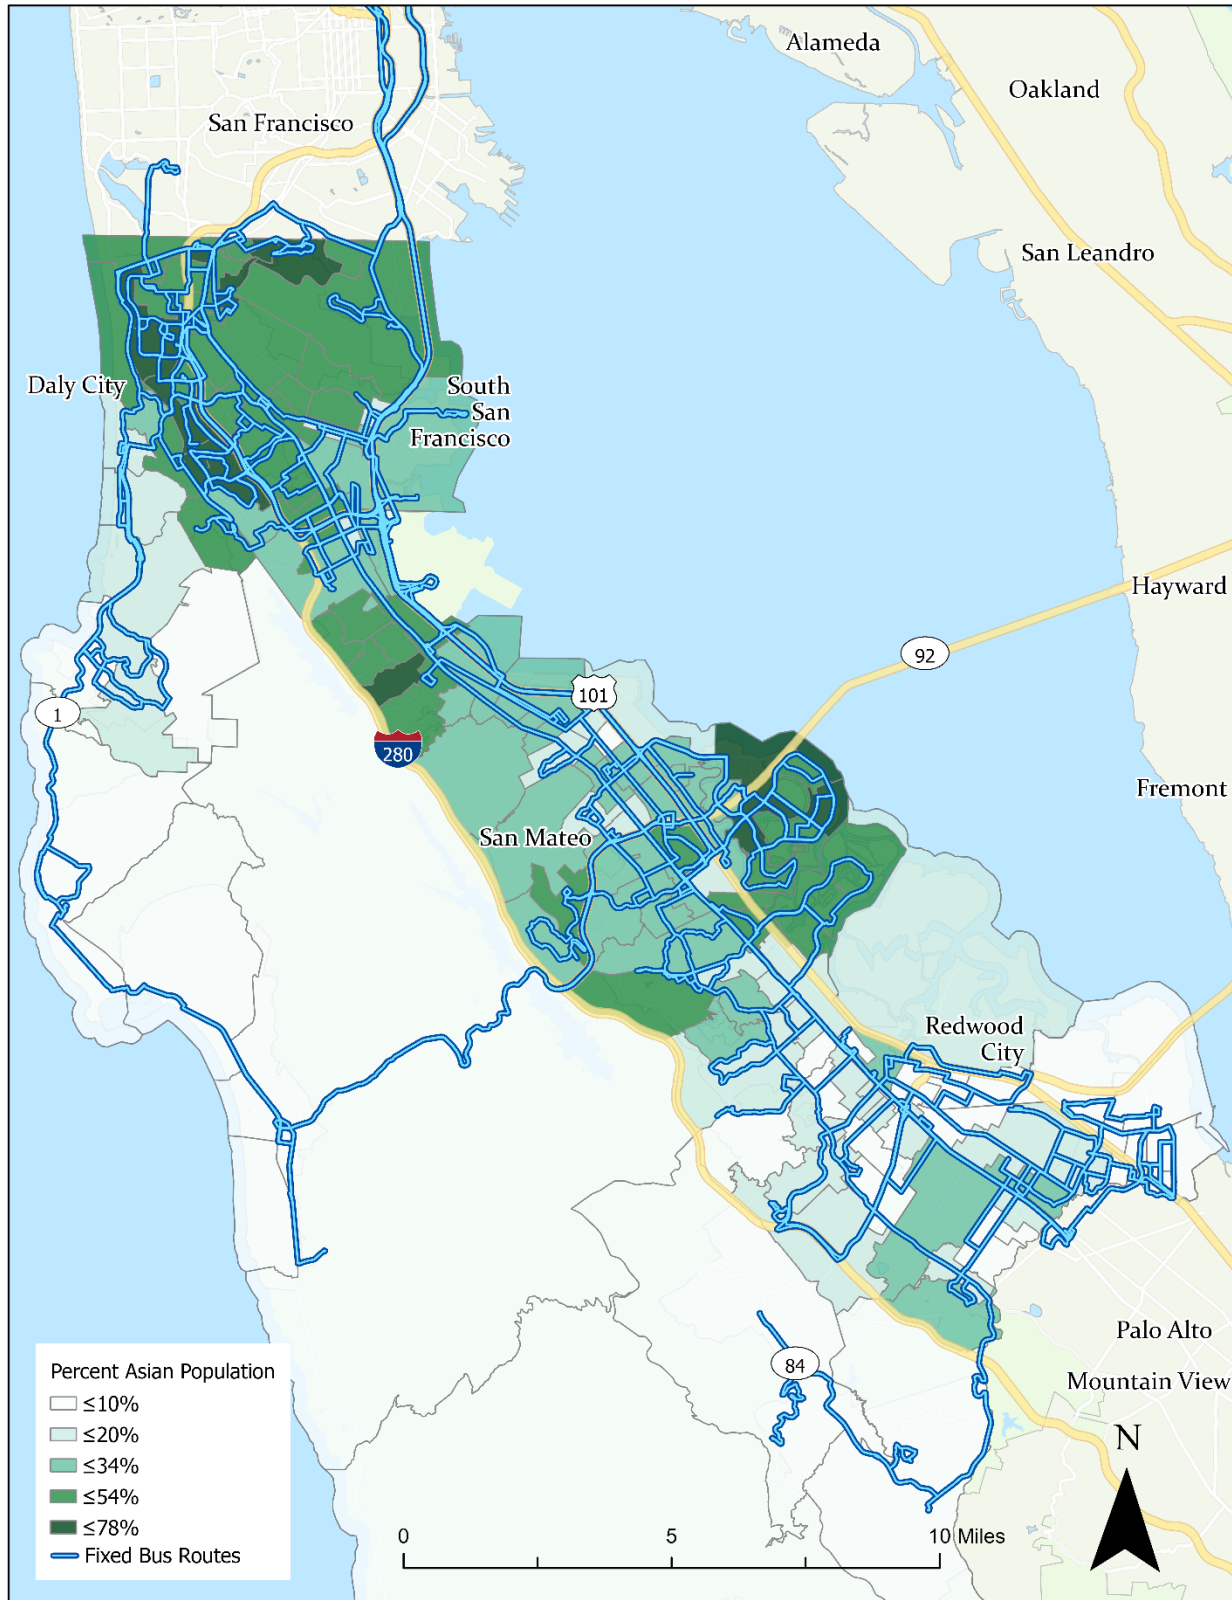 Alameda
Oakland
San Francisco
San Leandro
Daly City
South
San
Francisco
Hayward
92
101
1
280
Fremont
San Mateo
Redwood
City
Palo Alto
84
Mountain View
Percent Asian Population
≤10%
≤20%
≤34%
≤54%
≤78%
Fixed Bus Routes
N
0 5 10 Miles